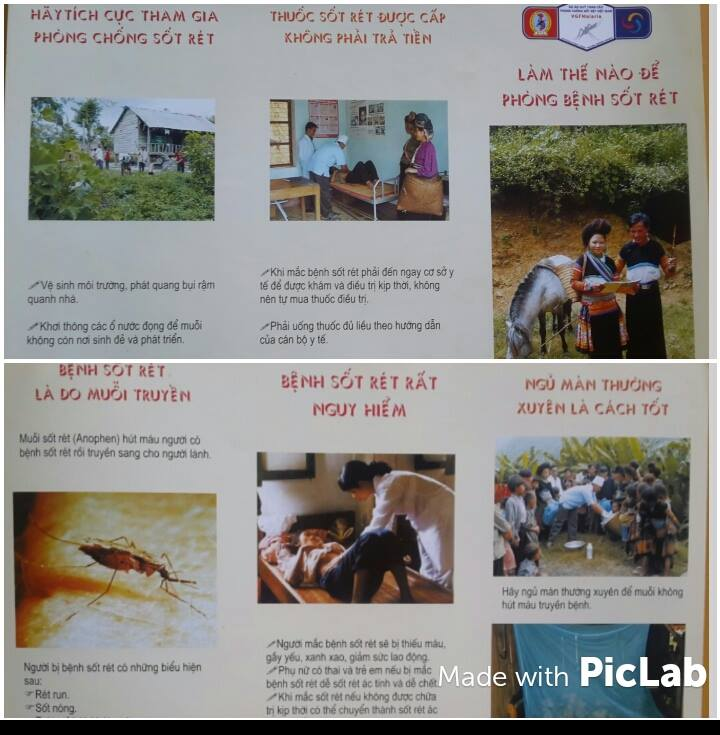 HÃY TÍCH CỰC THAM GIA
PHÒNG CHỐNG SỐT RÉT
Vệ sinh môi trường, phát quang bụi rậm
quanh nhà.
Khơi thông các ổ nước đọng để muỗi
không còn nơi sinh đẻ và phát triển.
THUỐC SỐT RÉT ĐƯỢC CẤP
KHÔNG PHẢI TRẢ TIỀN
Khi mắc bệnh sốt rét phải đến ngay cơ sở y
tế để được khám và điều trị kịp thời, không
nên tự mua thuốc điều trị.
Phải uống thuốc đủ liều theo hướng dẫn
của cán bộ y tế.
VGFMalaria
LÀM THẾ NÀO ĐỂ
PHÒNG BỆNH SỐT RÉT
BỆNH SỐT RÉT
LÀ DO MUỖI TRUYỀN
Muỗi sốt rét (Anophen) hút máu người có
bệnh sốt rét rồi truyền sang cho người lành.
Người bị bệnh sốt rét có những biểu hiện
sau:
Rét run.
Sốt nóng.
BỆNH SỐT RÉT RẤT
NGUY HIỂM
Người mắc bệnh sốt rét sẽ bị thiếu máu,
gầy yếu, xanh xao, giảm sức lao động.
Phụ nữ có thai và trẻ em nếu bị mắc
bệnh sốt rét dễ sốt rét ác tính và dễ chết.
Khi mắc sốt rét nếu không được chữa
trị kịp thời có thể chuyển thành sốt rét ác
NGỦ MÀN THƯỜNG
XUYÊN LÀ CÁCH TỐT
Hãy ngủ màn thường xuyên để muỗi không
hút máu truyền bệnh.
Made with PicLab